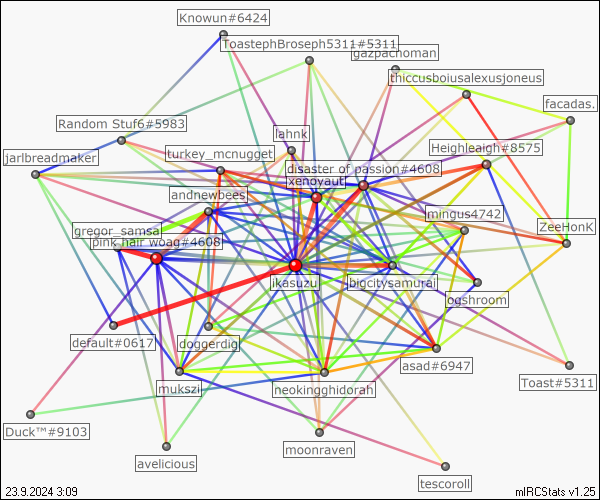 Knowun#6424
ToastephBroseph5311#5311
gazpachoman
thiccusboiusalexusjoneus
facadas.
Random Stuf6#5983
lahnk
Heighleaigh#8575
jarlbreadmaker
turkey_mcnugget
disaster of passion#4608
xenoyaut
andnewbees
mingus4742
gregor_samsa
pink hair woag#4608
ZeeHonk
ikasuzu
bigcitysamurai
ogshroom
default#0617
doggerdig
asad#6947
mukszi
neokingghidorah
Toast#5311
Duck™#9103
moonraven
avelicious
tescoroll
23.9.2024 3:09
mIRCStats v1.25